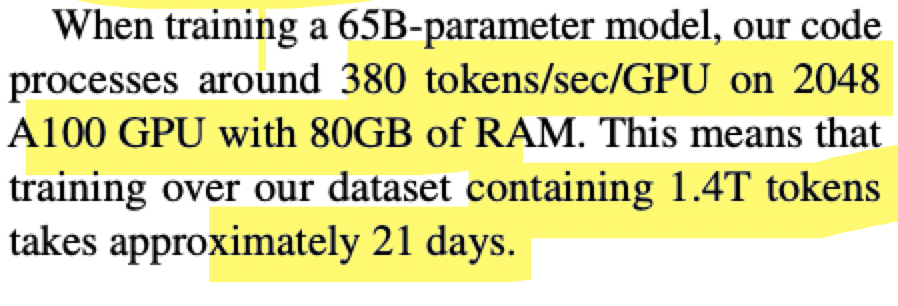 When training a 65B-parameter model, our code
processes around 380 tokens/sec/GPU on 2048
A100 GPU with 80GB of RAM. This means that
training over our dataset containing 1.4T tokens
takes approximately 21 days.